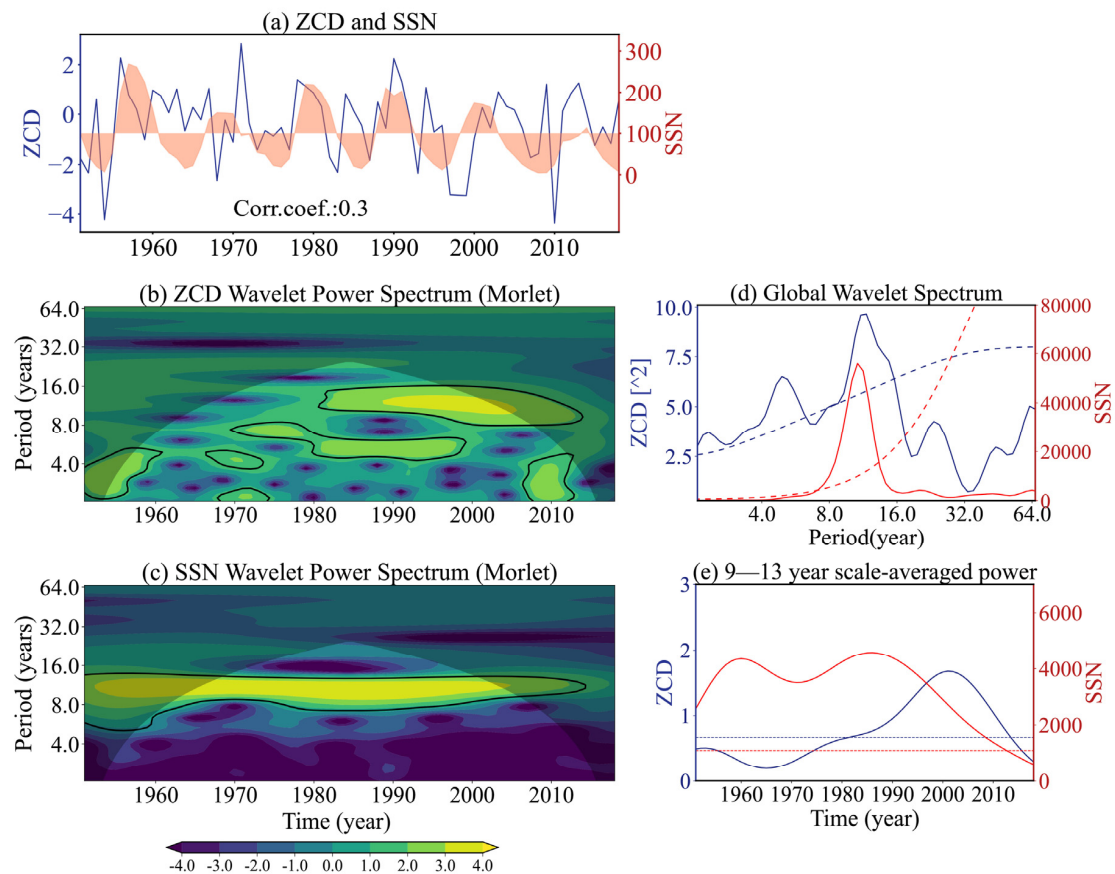 (a) ZCD and SSN
ZCD
2
0
−2
−4
300
200
100
0
SSN
Corr.coef.:0.3
1960 1970 1980 1990 2000 2010
(b) ZCD Wavelet Power Spectrum (Morlet)
Period (years)
64.0
32.0
16.0
8.0
4.0
1960 1970 1980 1990 2000 2010
(d) Global Wavelet Spectrum
ZCD [^2]
10.0
7.5
5.0
2.5
80000
60000
40000
20000
0
SSN
4.0 8.0 16.0 32.0 64.0
Period(year)
(c) SSN Wavelet Power Spectrum (Morlet)
Period (years)
64.0
32.0
16.0
8.0
4.0
1960 1970 1980 1990 2000 2010
Time (year)
-4.0 -3.0 -2.0 -1.0 0.0 1.0 2.0 3.0 4.0
(e) 9—13 year scale-averaged power
ZCD
3
2
1
0
6000
4000
2000
0
SSN
1960 1970 1980 1990 2000 2010
Time (year)